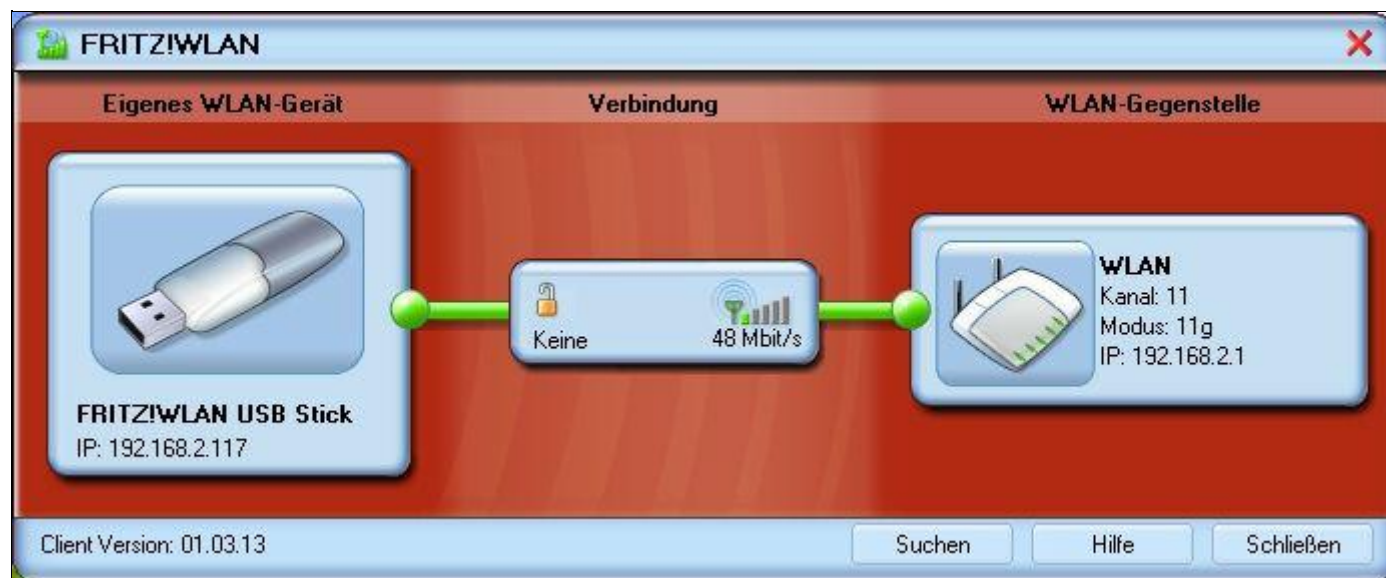 FRITZ!WLAN
Eigenes WLAN-Gerät
Verbindung
WLAN-Gegenstelle
FRITZ!WLAN USB Stick
IP: 192.168.2.117
Keine
48 Mbit/s
WLAN
Kanal: 11
Modus: 11g
IP: 192.168.2.1
Client Version: 01.03.13
Suchen
Hilfe
Schließen